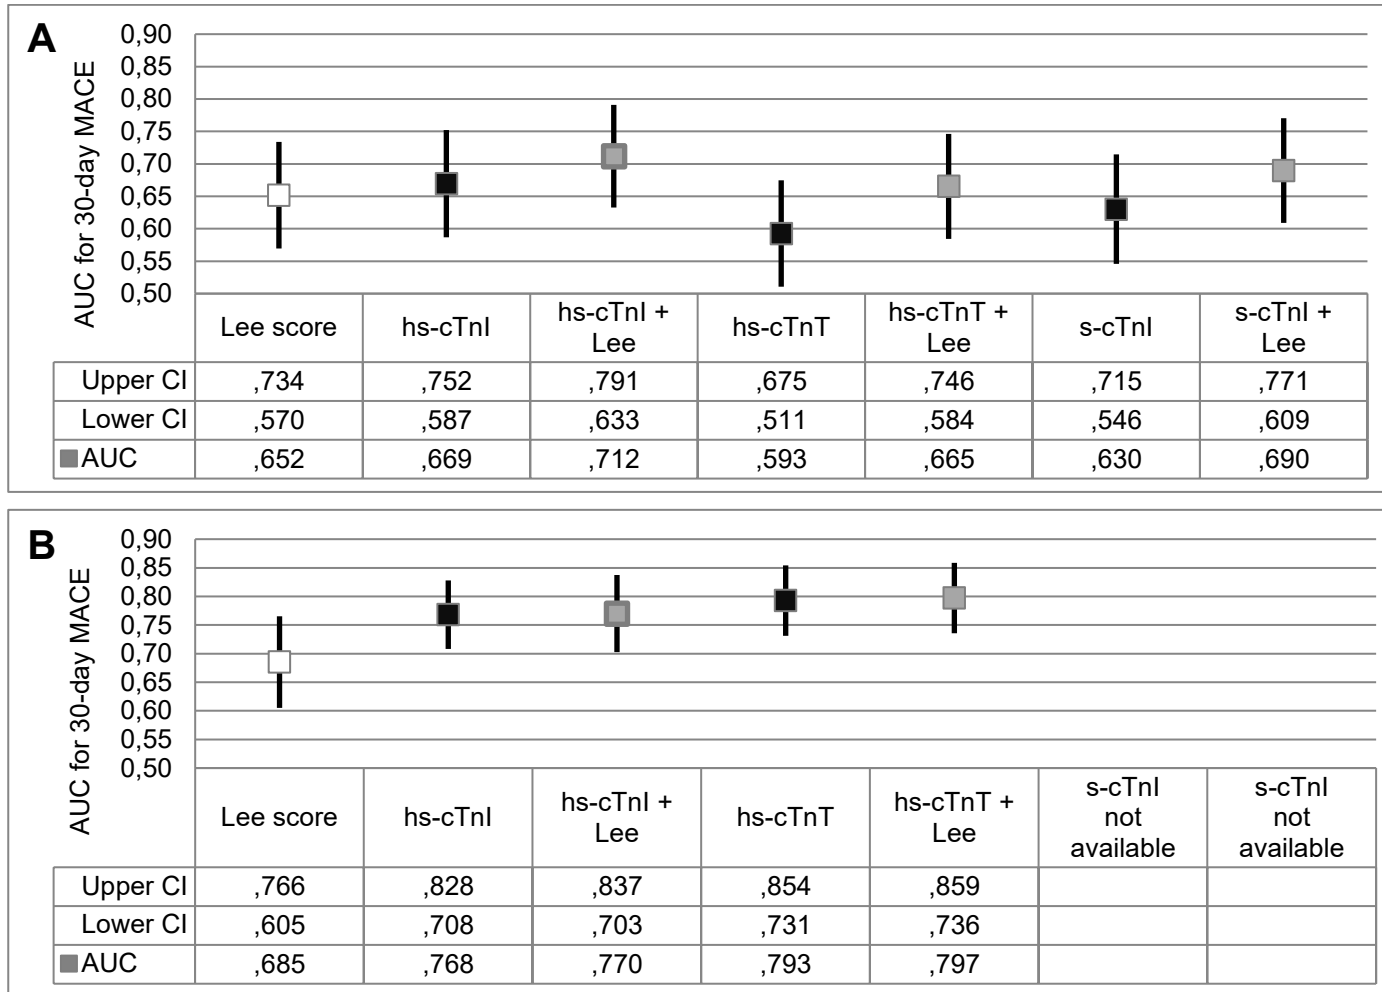 A
AUC for 30-day MACE
0,90
0,85
0,80
0,75
0,70
0,65
0,60
0,55
0,50
Lee score hs-cTnI hs-cTnI + Lee hs-cTnT hs-cTnT + Lee s-cTnI s-cTnI + Lee
Upper CI ,734 ,752 ,791 ,675 ,746 ,715 ,771
Lower CI ,570 ,587 ,633 ,511 ,584 ,546 ,609
AUC ,652 ,669 ,712 ,593 ,665 ,630 ,690
B
AUC for 30-day MACE
0,90
0,85
0,80
0,75
0,70
0,65
0,60
0,55
0,50
Lee score hs-cTnI hs-cTnI + Lee hs-cTnT hs-cTnT + Lee s-cTnI not available s-cTnI not available
Upper CI ,766 ,828 ,837 ,854 ,859
Lower CI ,605 ,708 ,703 ,731 ,736
AUC ,685 ,768 ,770 ,793 ,797